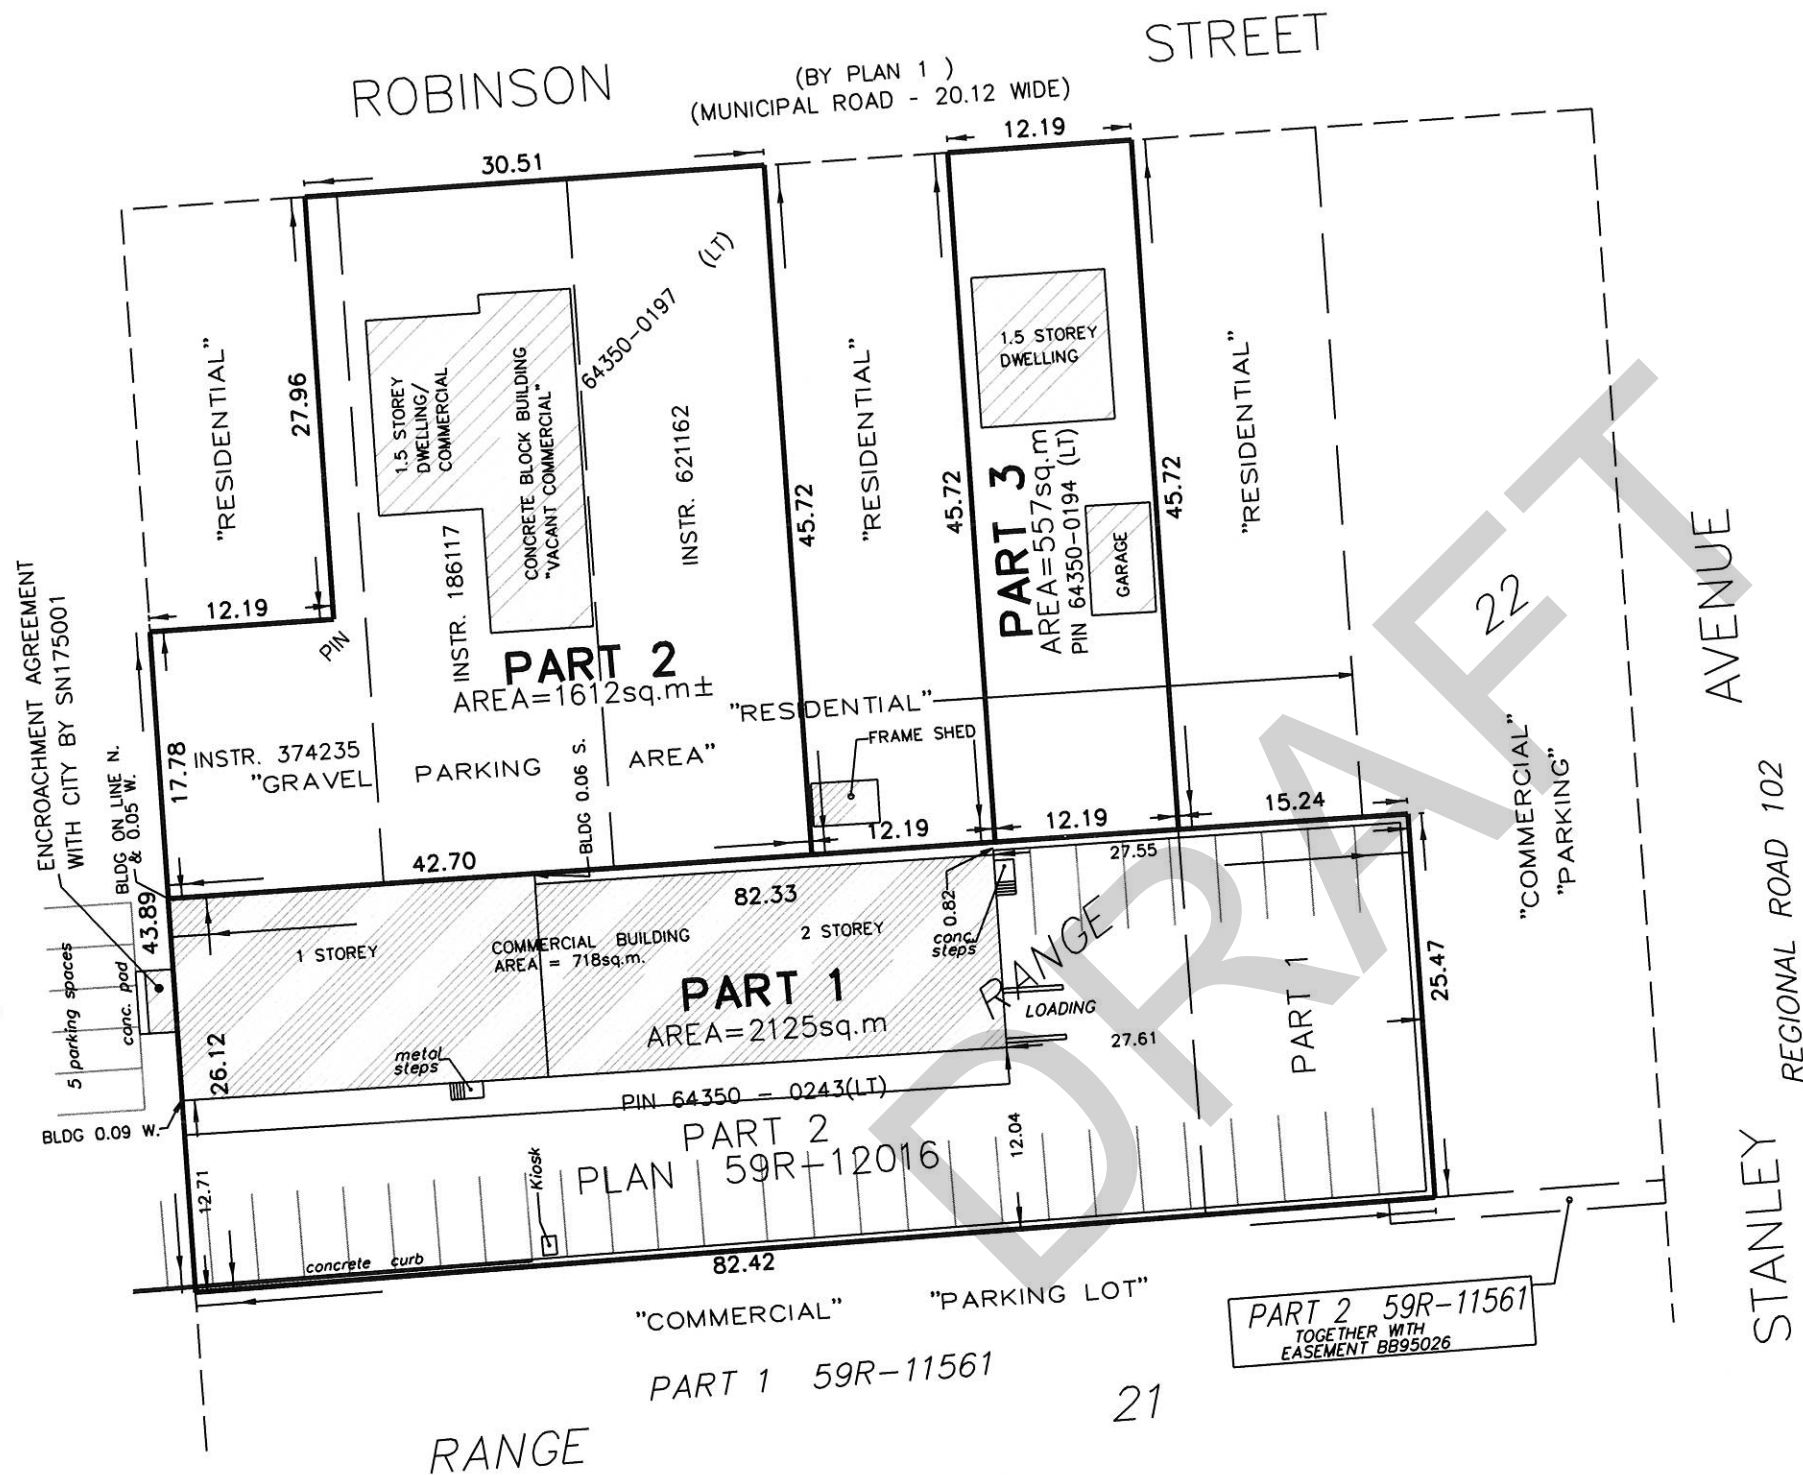 ROBINSON
(BY PLAN 1 )
(MUNICIPAL ROAD - 20.12 WIDE)
STREET
30.51
12.19
"RESIDENTIAL"
27.96
1.5 STOREY
DWELLING/
COMMERCIAL
CONCRETE BLOCK BUILDING
"VACANT COMMERCIAL"
64350-0197
(LT)
INSTR. 621162
45.72
"RESIDENTIAL"
45.72
1.5 STOREY
DWELLING
PART 3
AREA=557sq.m
PIN 64350-0194 (LT)
GARAGE
45.72
"RESIDENTIAL"
12.19
PIN
INSTR. 186117
PART 2
AREA=1612sq.m±
"RESIDENTIAL"
FRAME SHED
ENCROACHMENT AGREEMENT
WITH CITY BY SN175001
BLDG ON LINE N.
& 0.05 W.
17.78
INSTR. 374235
"GRAVEL
PARKING
AREA"
BLDG 0.06 S.
42.70
12.19
12.19
15.24
22
"COMMERCIAL"
"PARKING"
STANLEY
AVENUE
REGIONAL ROAD 102
43.89
82.33
27.55
0.82
conc.
steps
1 STOREY
COMMERCIAL BUILDING
AREA = 718sq.m.
2 STOREY
PART 1
AREA=2125sq.m
RANGE
LOADING
27.61
PART 1
25.47
5 parking spaces
conc. pad
26.12
metal
steps
BLDG 0.09 W.
PIN 64350 - 0243(LT)
PART 2
PLAN 59R-12016
12.04
12.71
Kiosk
concrete curb
82.42
"COMMERCIAL"
"PARKING LOT"
PART 2 59R-11561
TOGETHER WITH
EASEMENT BB95026
PART 1 59R-11561
21
RANGE
DRAFT